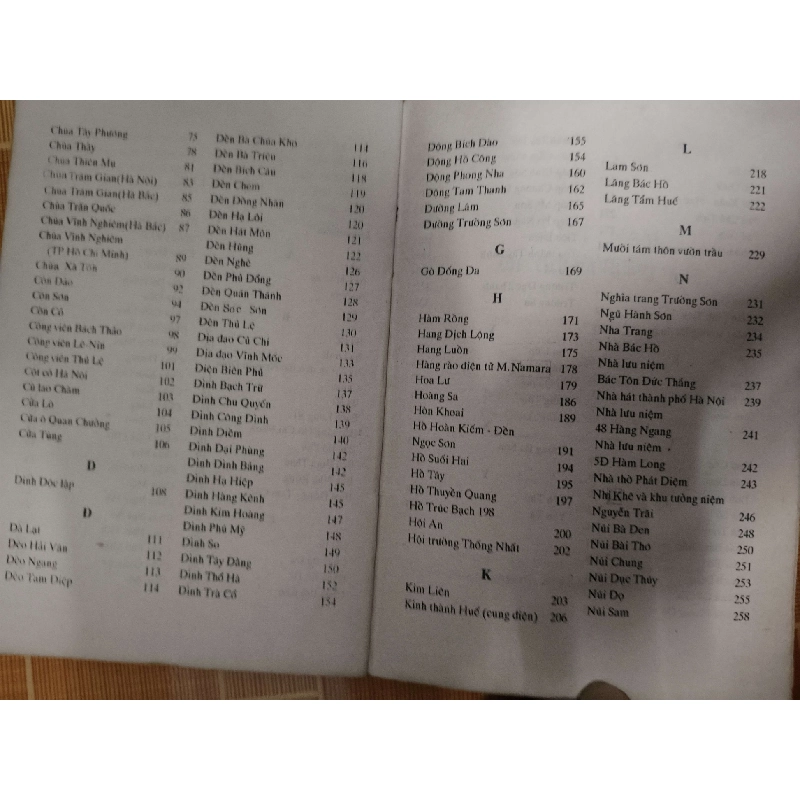 Chùa Tây Phương 75
Chùa Thầy 78
Chùa Thiên Mụ 81
Chùa Trăm Gian(Hà Nội) 83
Chùa Trăm Gian(Hà Bắc) 85
Chùa Trấn Quốc 86
Chùa Vĩnh Nghiêm(Hà Bắc) 87
Chùa Vĩnh Nghiêm
(TP Hồ Chí Minh) 89
Chùa Xà Tón 90
Côn Đảo 92
Côn Sơn 94
Cồn Cỏ 97
Công viên Bách Thảo 98
Công viên Lê-Nin 99
Công viên Thủ Lệ 101
Cột cờ Hà Nội 102
Cù lao Chàm 103
Cửa Lò 104
Cửa ô Quan Chưởng 105
Cửa Tùng 106
D
Dinh Độc lập 108
Đ
Đà Lạt 111
Đèo Hải Vân 112
Đèo Ngang 113
Đèo Tam Điệp 114
Đền Bà Chúa Kho 114
Đền Bà Triệu 116
Đền Bích Câu 118
Đền Chèm 119
Đền Đồng Nhân 120
Đền Hạ Lôi 120
Đền Hát Môn 121
Đền Hùng 122
Đền Nghè 126
Đền Phù Đổng 127
Đền Quán Thánh 128
Đền Sươc Sơn 129
Đền Thủ Lệ 130
Địa đạo Củ Chi 131
Địa đạo Vĩnh Mốc 133
Điện Biên Phủ 135
Đình Bạch Trữ 137
Đình Chu Quyến 138
Đình Công Đình 139
Đình Diềm 140
Đình Đại Phùng 142
Đình Đình Bảng 142
Đình Hạ Hiệp 145
Đình Hàng Kênh 145
Đình Kim Hoàng 147
Đình Phù Mỹ 148
Đình So 149
Đình Tây Đằng 150
Đình Thổ Hà 152
Đình Trà Cổ 154
Động Bích Đào 155
Động Hồ Công 154
Động Phong Nha 160
Động Tam Thanh 162
Đường Lâm 165
Đường Trường Sơn 167
G
Gò Đống Đa 169
H
Hàm Rồng 171
Hang Dịch Lộng 173
Hang Luồn 175
Hàng rào điện tử M.Namara 178
Hoa Lư 179
Hoàng Sa 186
Hòn Khoai 189
Hồ Hoàn Kiếm - Đền
Ngọc Sơn 191
Hồ Suối Hai 194
Hồ Tây 195
Hồ Thuyền Quang 197
Hồ Trúc Bạch 198
Hội An 200
Hội trường Thống Nhất 202
K
Kim Liên 203
Kinh thành Huế (cung điện) 206
L
Lam Sơn 218
Lăng Bác Hồ 221
Lăng Tẩm Huế 222
M
Mười tám thôn vườn trầu 229
N
Nghĩa trang Trường Sơn 231
Ngũ Hành Sơn 232
Nha Trang 234
Nhà Bác Hồ 235
Nhà lưu niệm
Bác Tôn Đức Thắng 237
Nhà hát thành phố Hà Nội 239
Nhà lưu niệm
48 Hàng Ngang 241
Nhà lưu niệm
5D Hàm Long 242
Nhà thờ Phát Diệm 243
Nhị Khê và khu tưởng niệm
Nguyễn Trãi 246
Núi Bà Đen 248
Núi Bài Thơ 250
Núi Chung 251
Núi Dục Thúy 253
Núi Đọ 255
Núi Sam 258